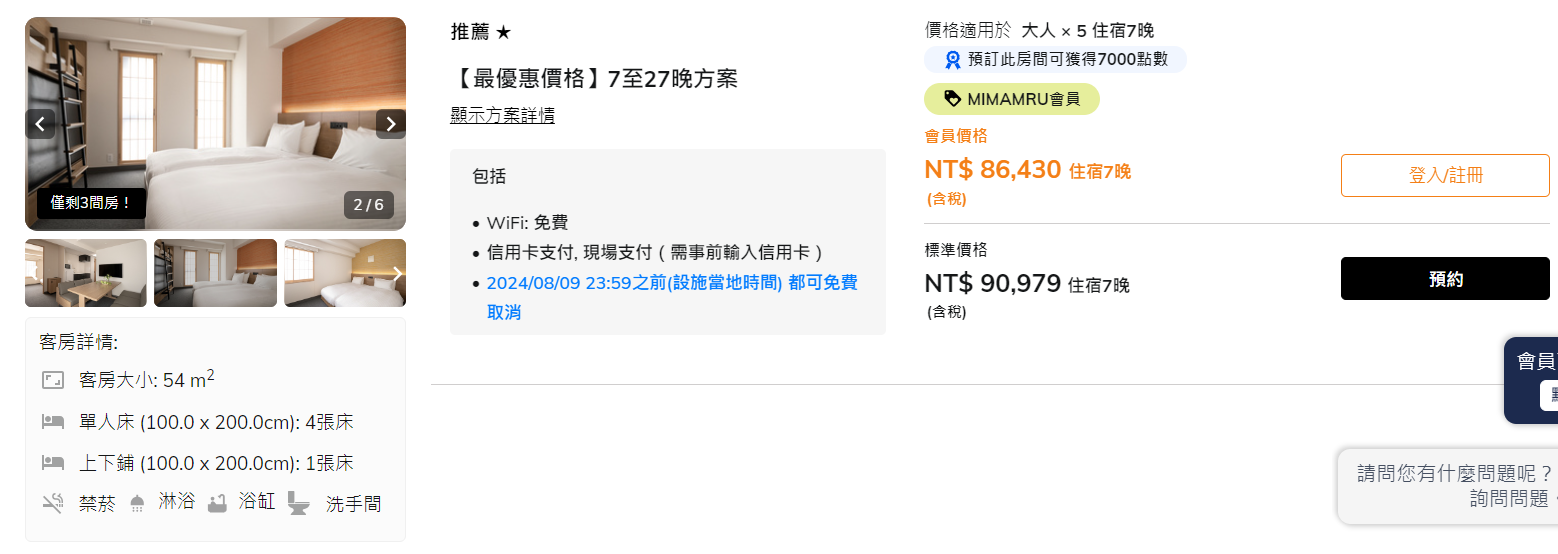 僅剩3間房！
2 / 6
客房詳情:
客房大小: 54 m²
單人床 (100.0 x 200.0cm): 4張床
上下鋪 (100.0 x 200.0cm): 1張床
禁菸 淋浴 浴缸 洗手間
推薦 ★
【最優惠價格】7至27晚方案
顯示方案詳情
包括
• WiFi: 免費
• 信用卡支付, 現場支付（需事前輸入信用卡）
• 2024/08/09 23:59之前(設施當地時間) 都可免費
取消
價格適用於 大人 × 5 住宿7晚
預訂此房間可獲得7000點數
MIMAMRU會員
會員價格
NT$ 86,430 住宿7晚
(含稅)
登入/註冊
標準價格
NT$ 90,979 住宿7晚
(含稅)
預約
會員
請問您有什麼問題呢？
詢問問題